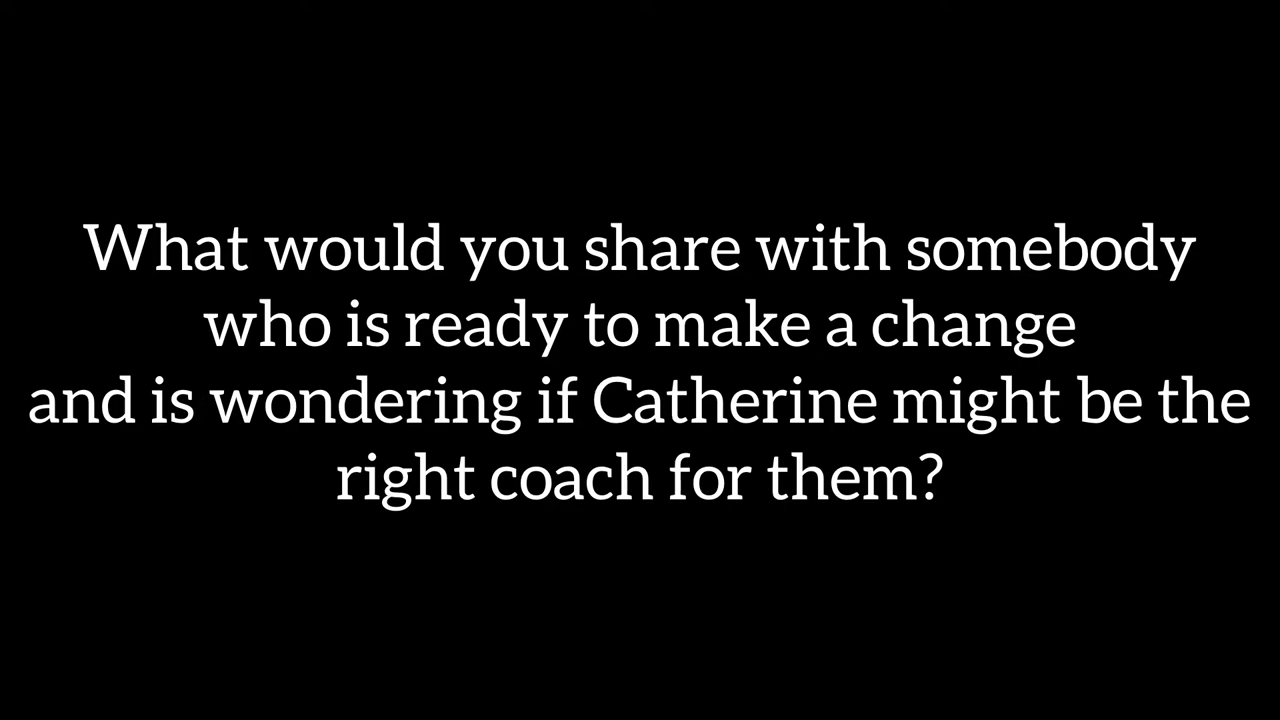 What would you share with somebody
who is ready to make a change
and is wondering if Catherine might be the
right coach for them?